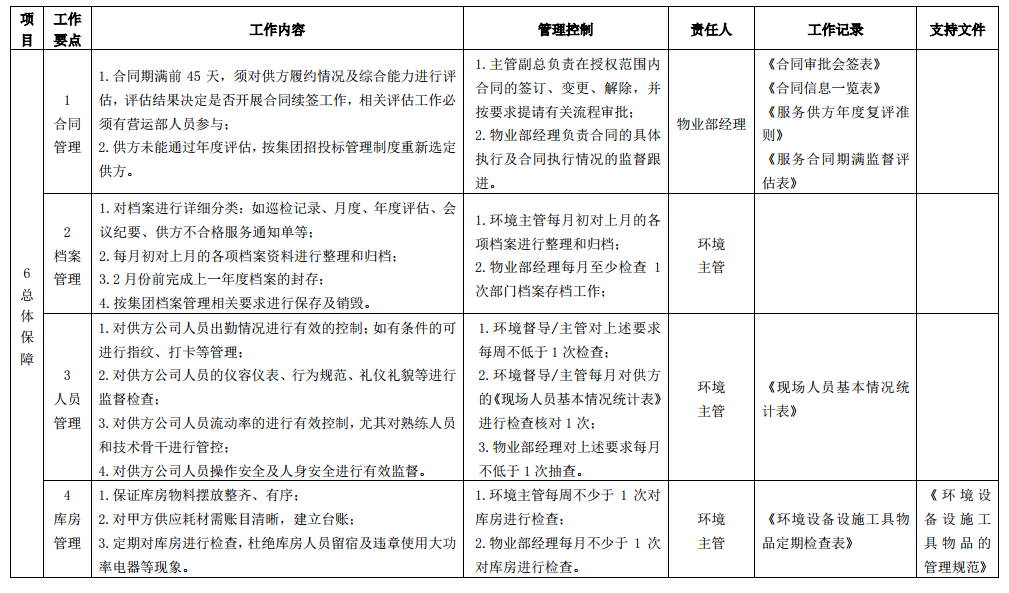 项目
工作要点
工作内容
管理控制
责任人
工作记录
支持文件
6
总体保障
1
合同
管理
1.合同期满前 45 天，须对供方履约情况及综合能力进行评
估，评估结果决定是否开展合同续签工作，相关评估工作必
须有营运部人员参与；
2.供方未能通过年度评估，按集团招投标管理制度重新选定
供方。
1.主管副总负责在授权范围内
合同的签订、变更、解除，并
按要求提请有关流程审批；
2.物业部经理负责合同的具体
执行及合同执行情况的监督跟
进。
物业部经理
《合同审批会签表》
《合同信息一览表》
《服务供方年度复评准
则》
《服务合同期满监督评
估表》
2
档案
管理
1.对档案进行详细分类：如巡检记录、月度、年度评估、会
议纪要、供方不合格服务通知单等；
2.每月初对上月的各项档案资料进行整理和归档；
3.2 月份前完成上一年度档案的封存；
4.按集团档案管理相关要求进行保存及销毁。
1.环境主管每月初对上月的各
项档案进行整理和归档；
2.物业部经理每月至少检查 1
次部门档案存档工作；
环境
主管
3
人员
管理
1.对供方公司人员出勤情况进行有效的控制；如有条件的可
进行指纹、打卡等管理；
2.对供方公司人员的仪容仪表、行为规范、礼仪礼貌等进行
监督检查；
3.对供方公司人员流动率的进行有效控制，尤其对熟练人员
和技术骨干进行管控；
4.对供方公司人员操作安全及人身安全进行有效监督。
1.环境督导/主管对上述要求
每周不低于 1 次检查；
2.环境督导/主管每月对供方
的《现场人员基本情况统计表》
进行检查核对 1 次；
3.物业部经理对上述要求每月
不低于 1 次抽查。
环境
主管
《现场人员基本情况统
计表》
4
库房
管理
1.保证库房物料摆放整齐、有序；
2.对甲方供应耗材需账目清晰，建立台账；
3.定期对库房进行检查，杜绝库房人员留宿及违章使用大功
率电器等现象。
1.环境主管每周不少于 1 次对
库房进行检查；
2.物业部经理每月不少于 1 次
对库房进行检查。
环境
主管
《环境设备设施工具物
品定期检查表》
《环境设
备设施工
具物品的
管理规范》